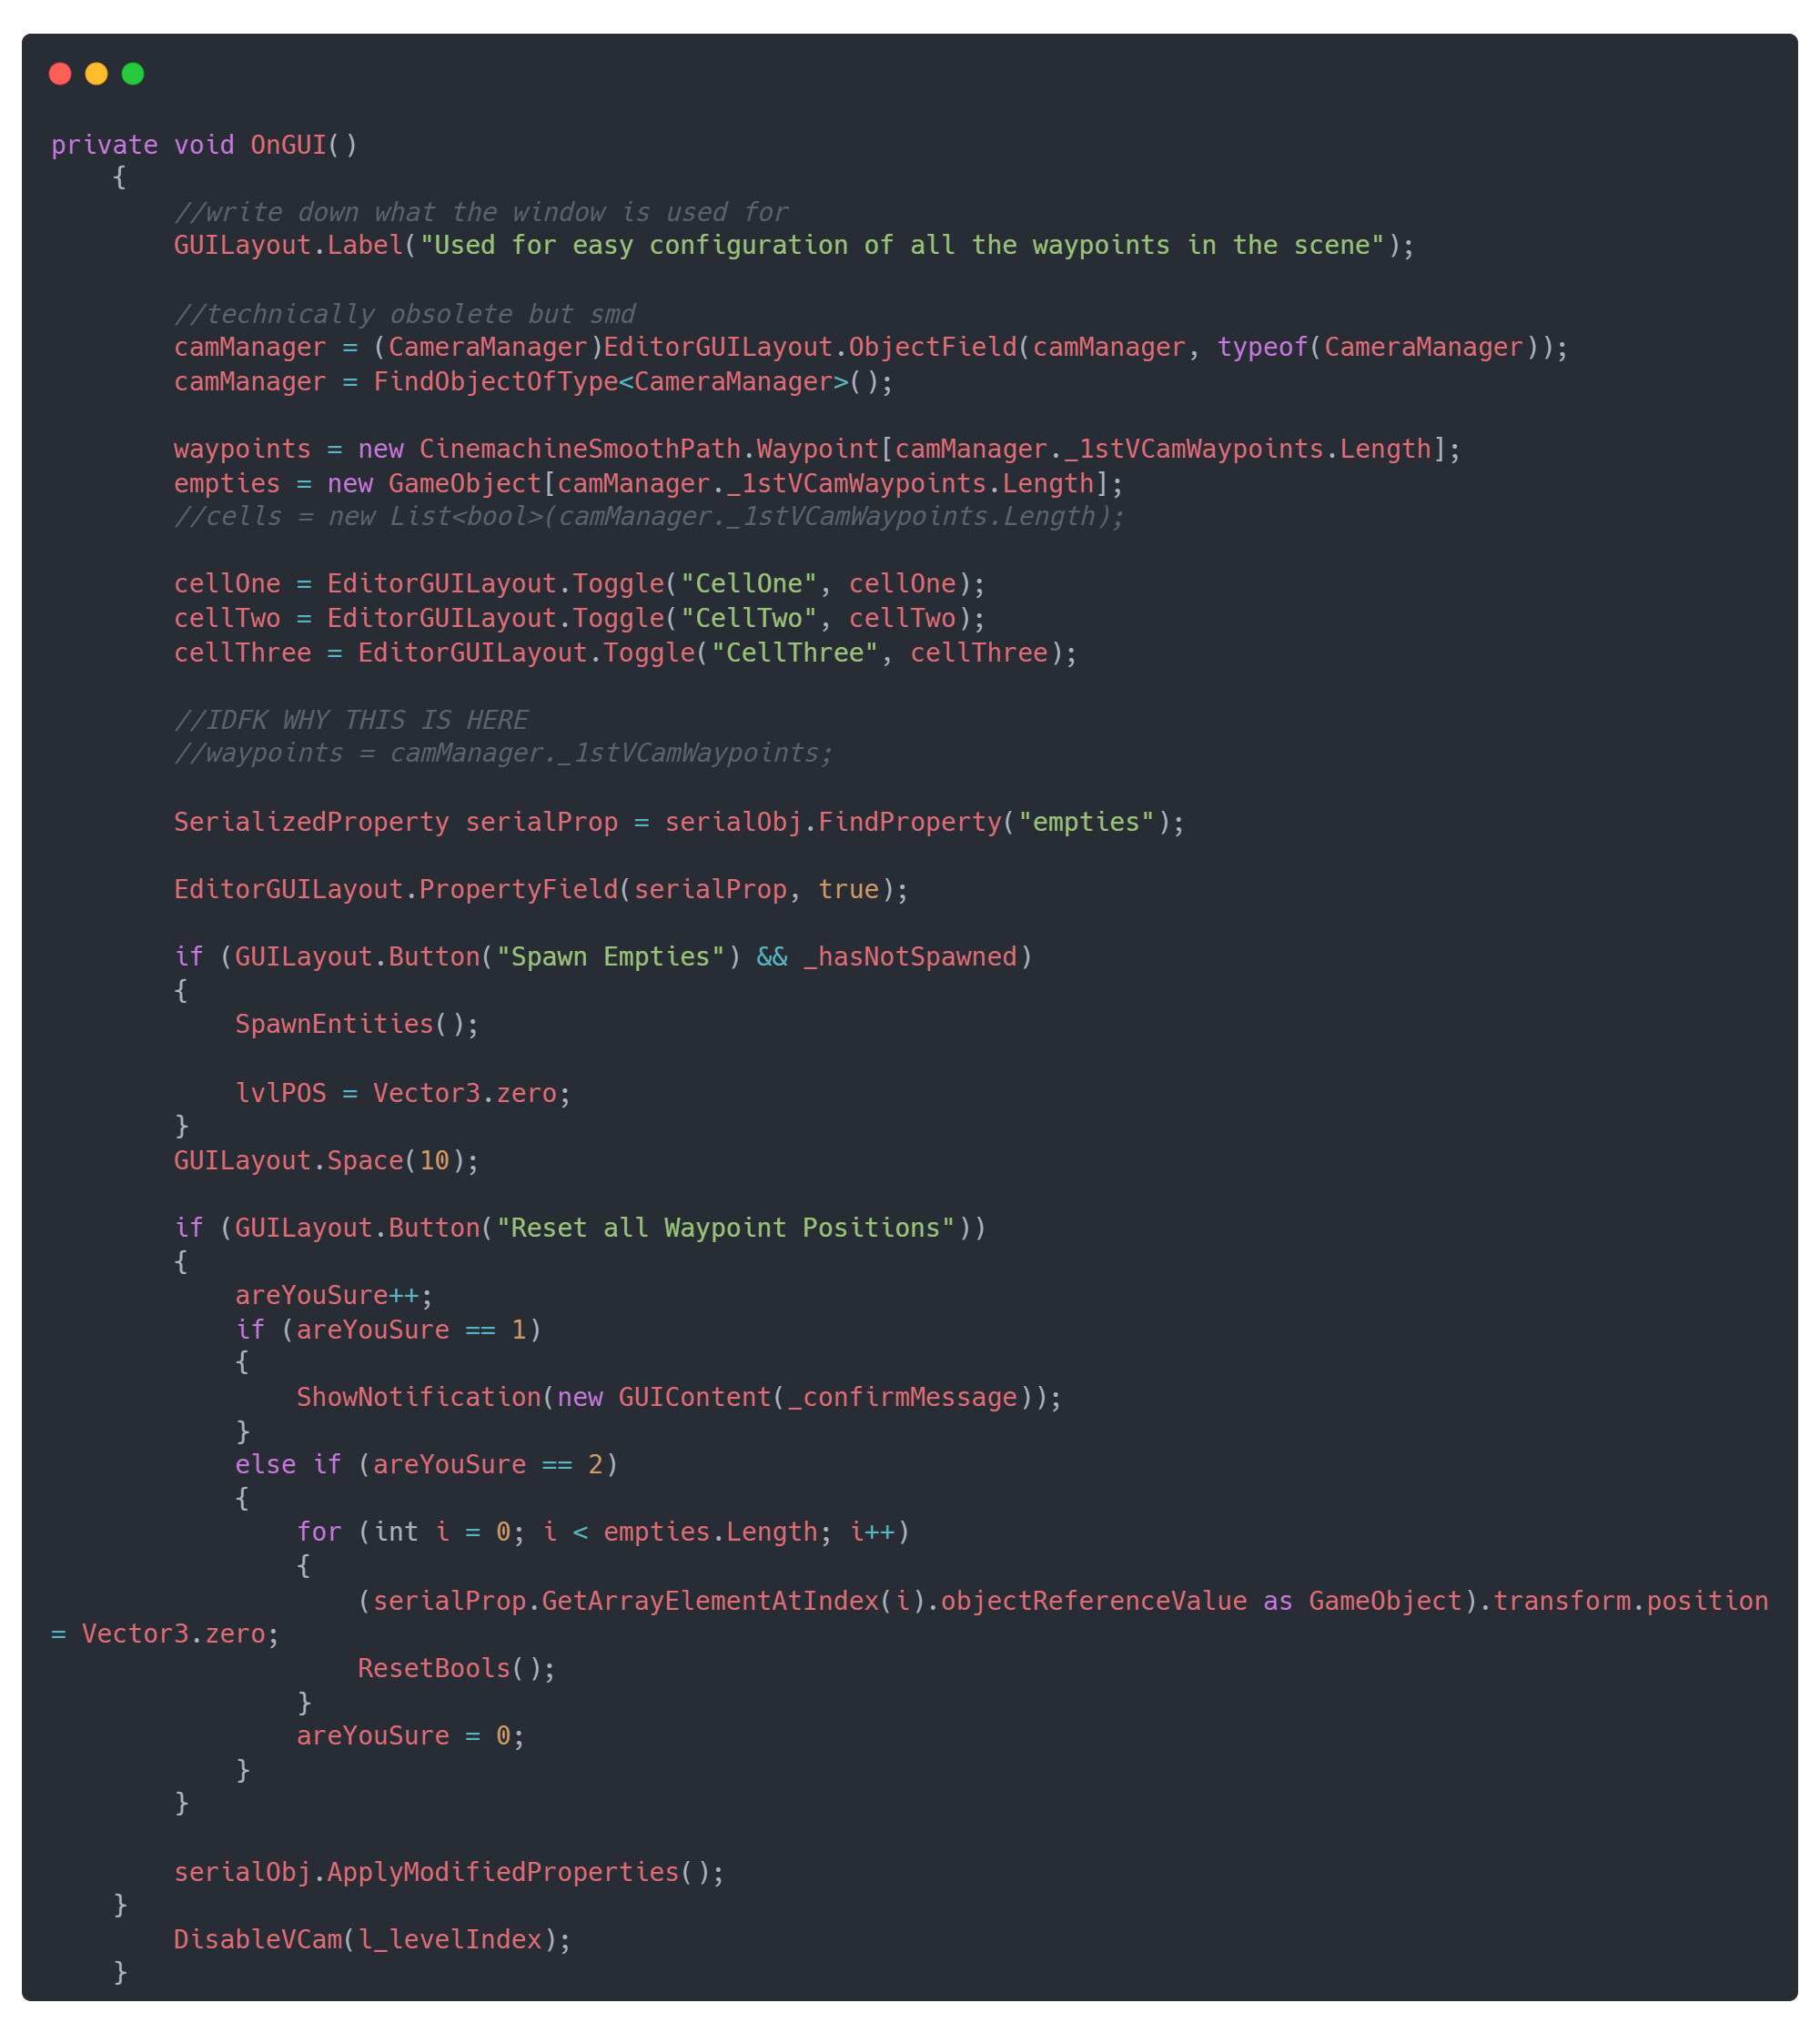 private void OnGUI()
    {
        //write down what the window is used for
        GUILayout.Label("Used for easy configuration of all the waypoints in the scene");

        //technically obsolete but smd
        camManager = (CameraManager)EditorGUILayout.ObjectField(camManager, typeof(CameraManager));
        camManager = FindObjectOfType<CameraManager>();

        waypoints = new CinemachineSmoothPath.Waypoint[camManager._1stVCamWaypoints.Length];
        empties = new GameObject[camManager._1stVCamWaypoints.Length];
        //cells = new List<bool>(camManager._1stVCamWaypoints.Length);

        cellOne = EditorGUILayout.Toggle("CellOne", cellOne);
        cellTwo = EditorGUILayout.Toggle("CellTwo", cellTwo);
        cellThree = EditorGUILayout.Toggle("CellThree", cellThree);

        //IDFK WHY THIS IS HERE
        //waypoints = camManager._1stVCamWaypoints;

        SerializedProperty serialProp = serialObj.FindProperty("empties");

        EditorGUILayout.PropertyField(serialProp, true);

        if (GUILayout.Button("Spawn Empties") && _hasNotSpawned)
        {
            SpawnEntities();

            lvlPOS = Vector3.zero;
        }
        GUILayout.Space(10);

        if (GUILayout.Button("Reset all Waypoint Positions"))
        {
            areYouSure++;
            if (areYouSure == 1)
            {
                ShowNotification(new GUIContent(_confirmMessage));
            }
            else if (areYouSure == 2)
            {
                for (int i = 0; i < empties.Length; i++)
                {
                    (serialProp.GetArrayElementAtIndex(i).objectReferenceValue as GameObject).transform.position
= Vector3.zero;
                    ResetBools();
                }
                areYouSure = 0;
            }
        }

        serialObj.ApplyModifiedProperties();
    }
        DisableVCam(l_levelIndex);
    }